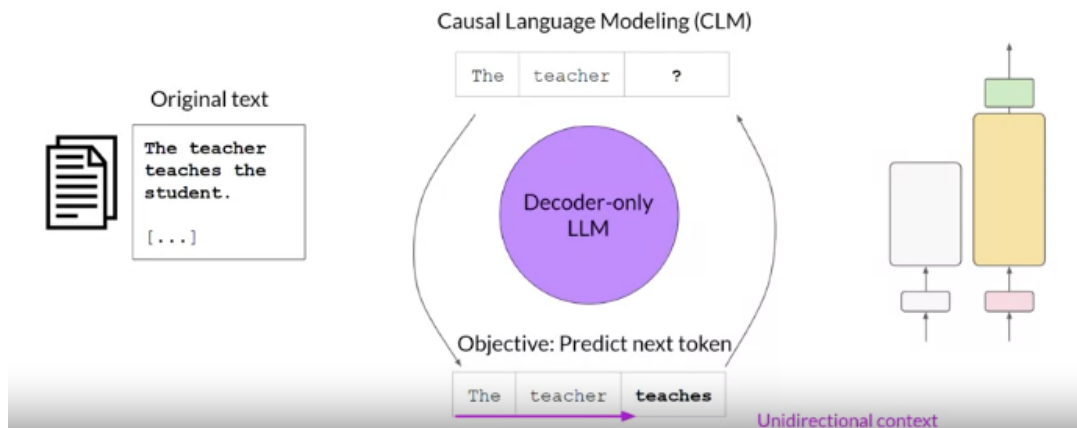 Causal Language Modeling (CLM)
The teacher ?
Original text
The teacher
teaches the
student.
[...]
Decoder-only
LLM
Objective: Predict next token
The teacher teaches
Unidirectional context